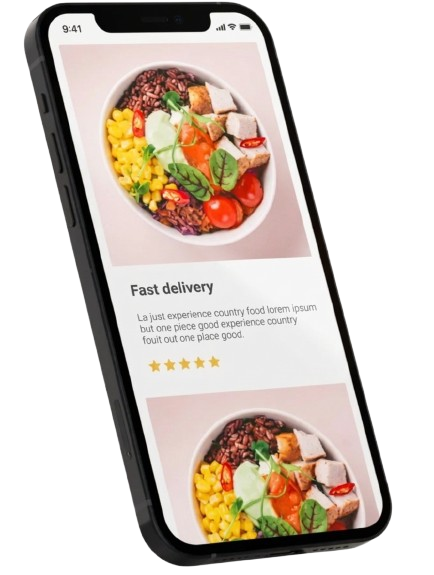 9:41
Fast delivery
La just experience country food lorem ipsum
but one piece good experience country
fouit out one place good.